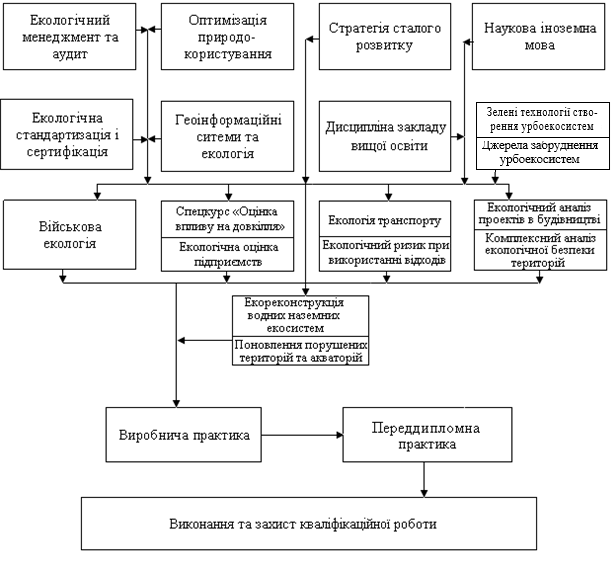 Екологічний
менеджмент та
аудит
Оптимізація
природо-
користування
Стратегія сталого
розвитку
Наукова іноземна
мова
Екологічна
стандартизація і
сертифікація
Геоінформаційні
ситеми та
екологія
Дисципліна закладу
вищої освіти
Зелені технології ство-
рення урбоекосистем
Джерела забруднення
урбоекосистем
Військова
екологія
Спецкурс «Оцінка
впливу на довкілля»
Екологічна оцінка
підприємств
Екологія транспорту
Екологічний ризик при
використанні відходів
Екологічний аналіз
проектів в будівництві
Комплексний аналіз
екологічної безпеки
територій
Екореконструкція
водних наземних
екосистем
Поновлення порушених
територій та акваторій
Виробнича практика
Переддипломна
практика
Виконання та захист кваліфікаційної роботи